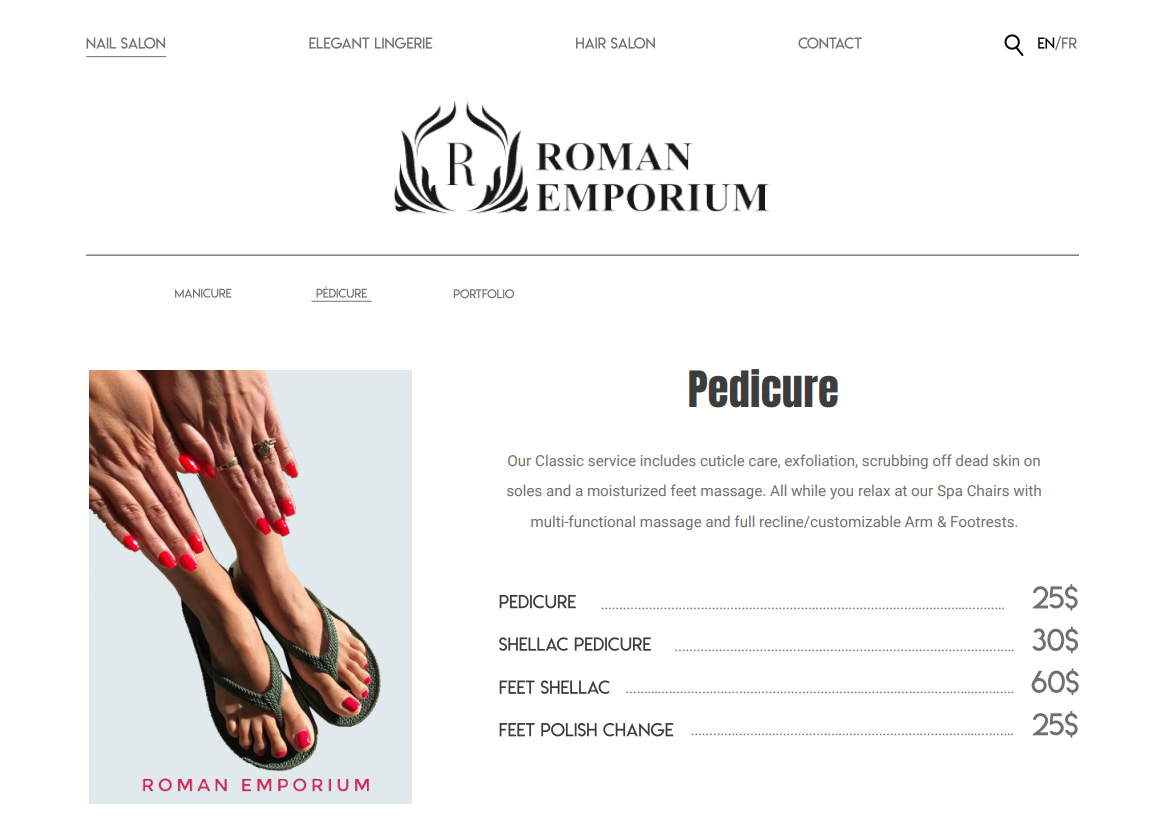 NAIL SALON ELEGANT LINGERIE HAIR SALON CONTACT EN/FR
R
ROMAN
EMPORIUM
MANICURE PÉDICURE PORTFOLIO
Pedicure
Our Classic service includes cuticle care, exfoliation, scrubbing off dead skin on
soles and a moisturized feet massage. All while you relax at our Spa Chairs with
multi-functional massage and full recline/customizable Arm & Footrests.
PEDICURE 25$
SHELLAC PEDICURE 30$
FEET SHELLAC 60$
FEET POLISH CHANGE 25$
ROMAN EMPORIUM